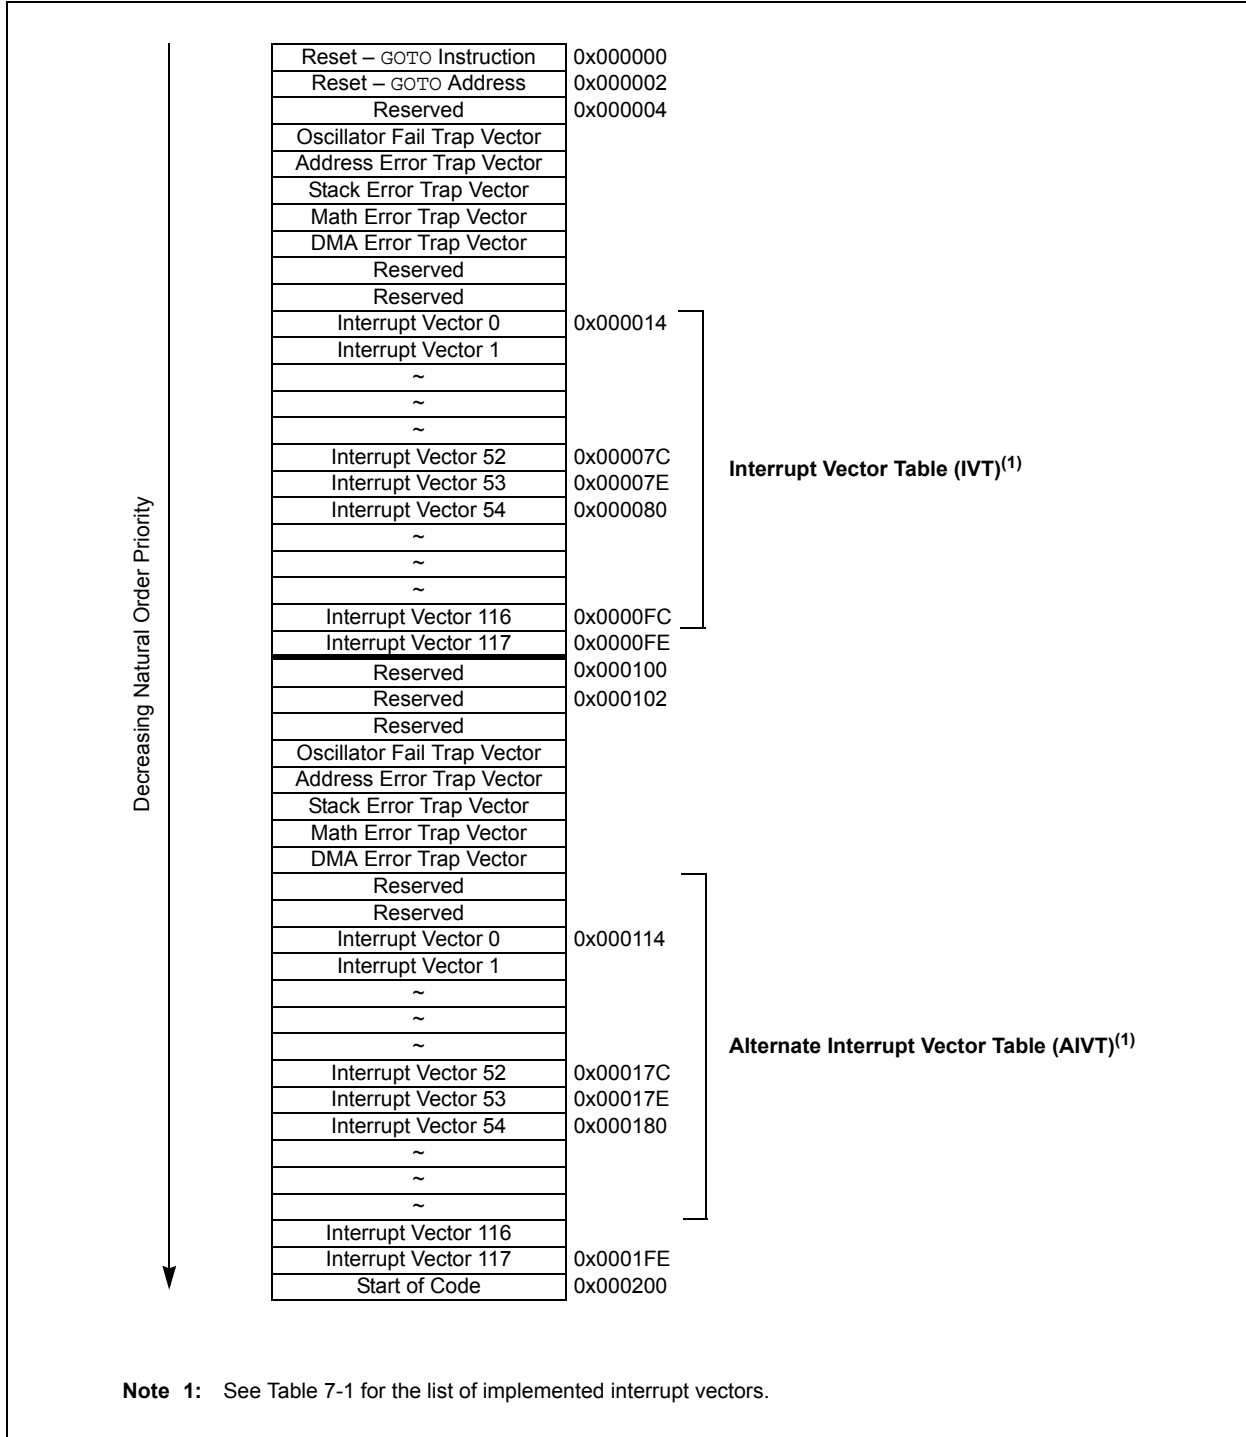 Decreasing Natural Order Priority
Reset – GOTO Instruction 0x000000
Reset – GOTO Address 0x000002
Reserved 0x000004
Oscillator Fail Trap Vector
Address Error Trap Vector
Stack Error Trap Vector
Math Error Trap Vector
DMA Error Trap Vector
Reserved
Reserved
Interrupt Vector 0 0x000014
Interrupt Vector 1
~
~
~
Interrupt Vector 52 0x00007C
Interrupt Vector Table (IVT)(1)
Interrupt Vector 53 0x00007E
Interrupt Vector 54 0x000080
~
~
~
Interrupt Vector 116 0x0000FC
Interrupt Vector 117 0x0000FE
Reserved 0x000100
Reserved 0x000102
Reserved
Oscillator Fail Trap Vector
Address Error Trap Vector
Stack Error Trap Vector
Math Error Trap Vector
DMA Error Trap Vector
Reserved
Reserved
Interrupt Vector 0 0x000114
Interrupt Vector 1
~
~
~
Alternate Interrupt Vector Table (AIVT)(1)
Interrupt Vector 52 0x00017C
Interrupt Vector 53 0x00017E
Interrupt Vector 54 0x000180
~
~
~
Interrupt Vector 116
Interrupt Vector 117 0x0001FE
Start of Code 0x000200
Note 1: See Table 7-1 for the list of implemented interrupt vectors.